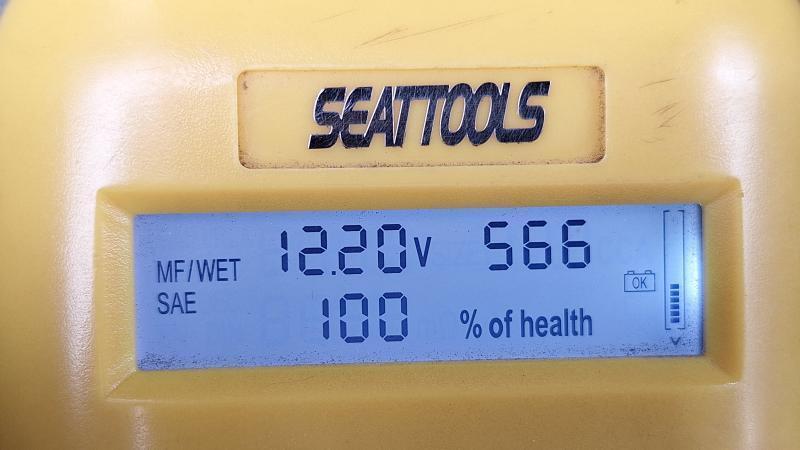 SEATTOOLS
MF/WET 12.20V 566
SAE 100 % of health
OK